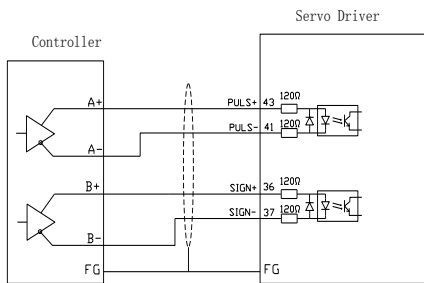 Servo Driver
Controller
A+ PULS+ 43 120Ω
A- PULS- 41 120Ω
B+ SIGN+ 36 120Ω
B- SIGN- 37 120Ω
FG FG